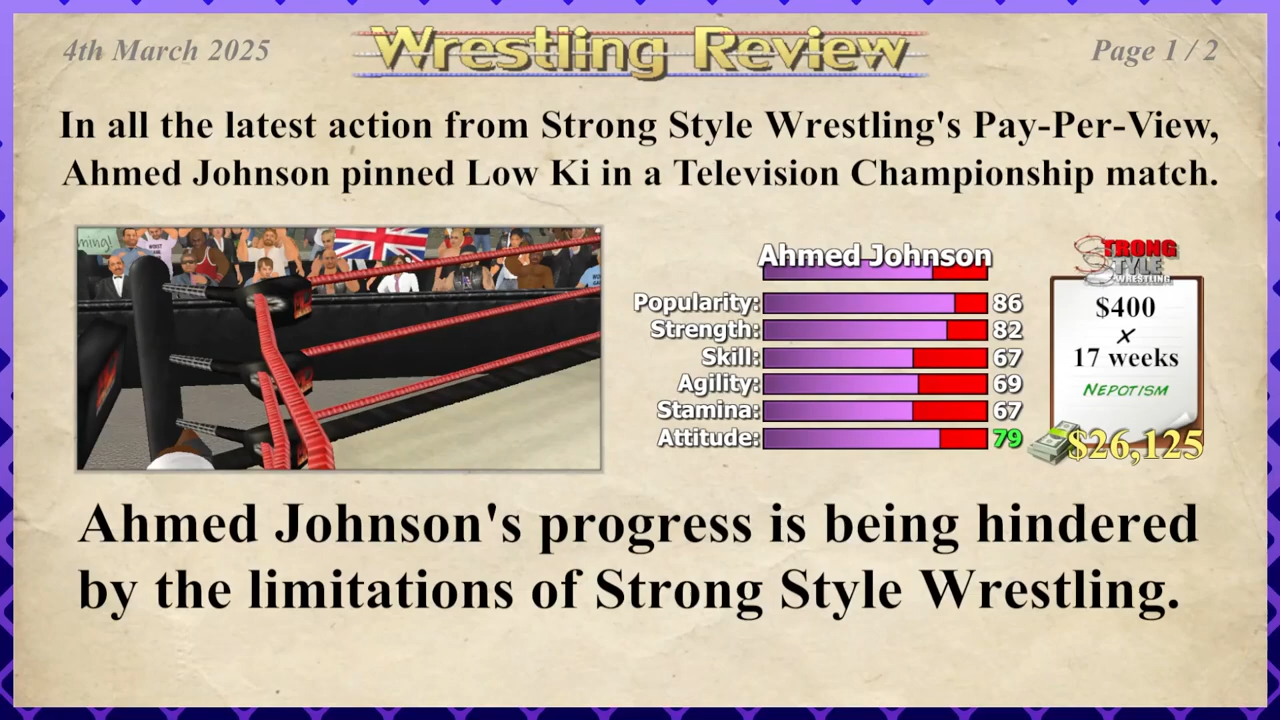 4th March 2025
Wrestling Review
Page 1 / 2
In all the latest action from Strong Style Wrestling's Pay-Per-View,
Ahmed Johnson pinned Low Ki in a Television Championship match.
ming!
Ahmed Johnson
Popularity: 86
Strength: 82
Skill: 67
Agility: 69
Stamina: 67
Attitude: 79
STRONG
STYLE
WRESTLING
$400
x
17 weeks
NEPOTISM
$26,125
Ahmed Johnson's progress is being hindered
by the limitations of Strong Style Wrestling.